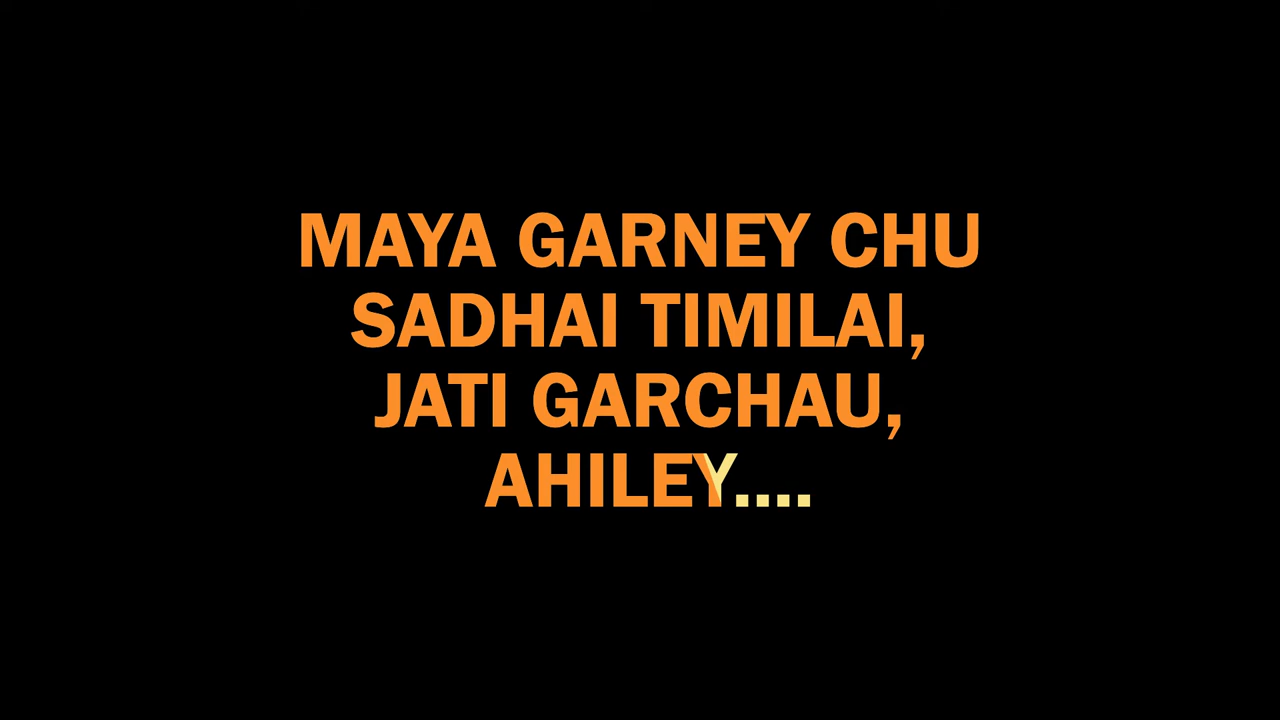 MAYA GARNEY CHU
SADHAI TIMILAI,
JATI GARCHAU,
AHILEY....